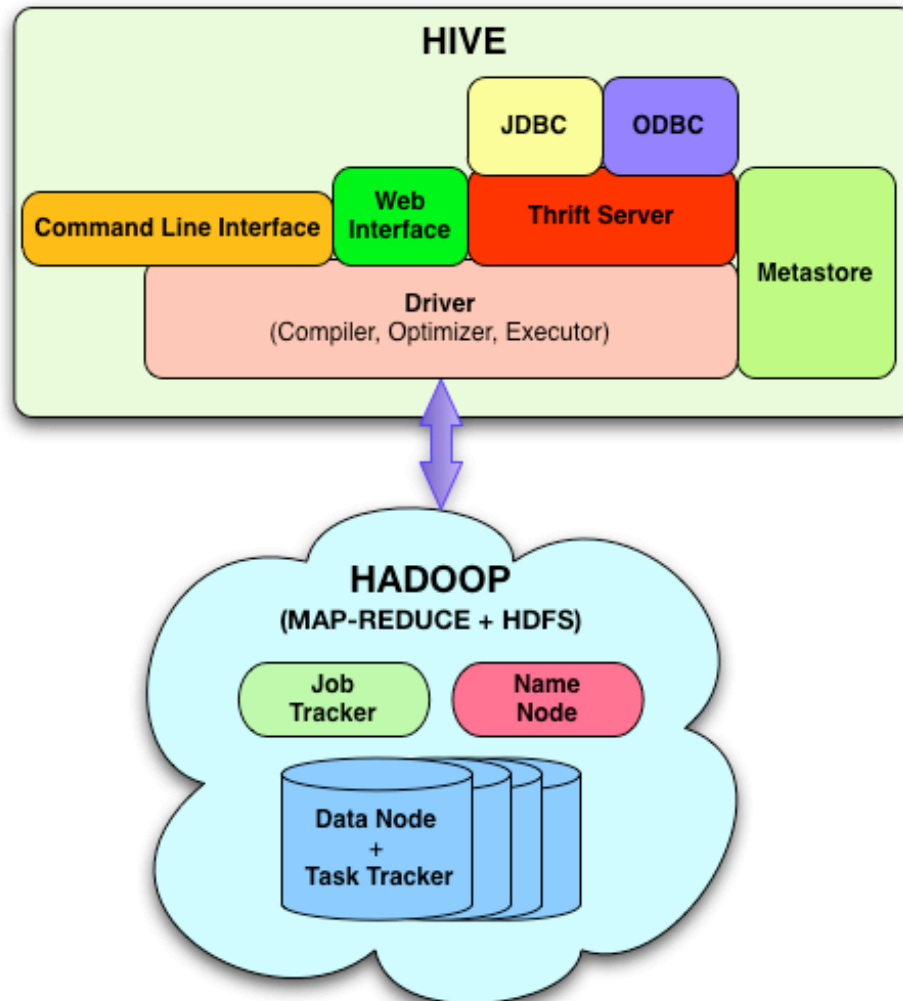 HIVE
JDBC
ODBC
Command Line Interface
Web
Interface
Thrift Server
Metastore
Driver
(Compiler, Optimizer, Executor)
HADOOP
(MAP-REDUCE + HDFS)
Job
Tracker
Name
Node
Data Node
+
Task Tracker